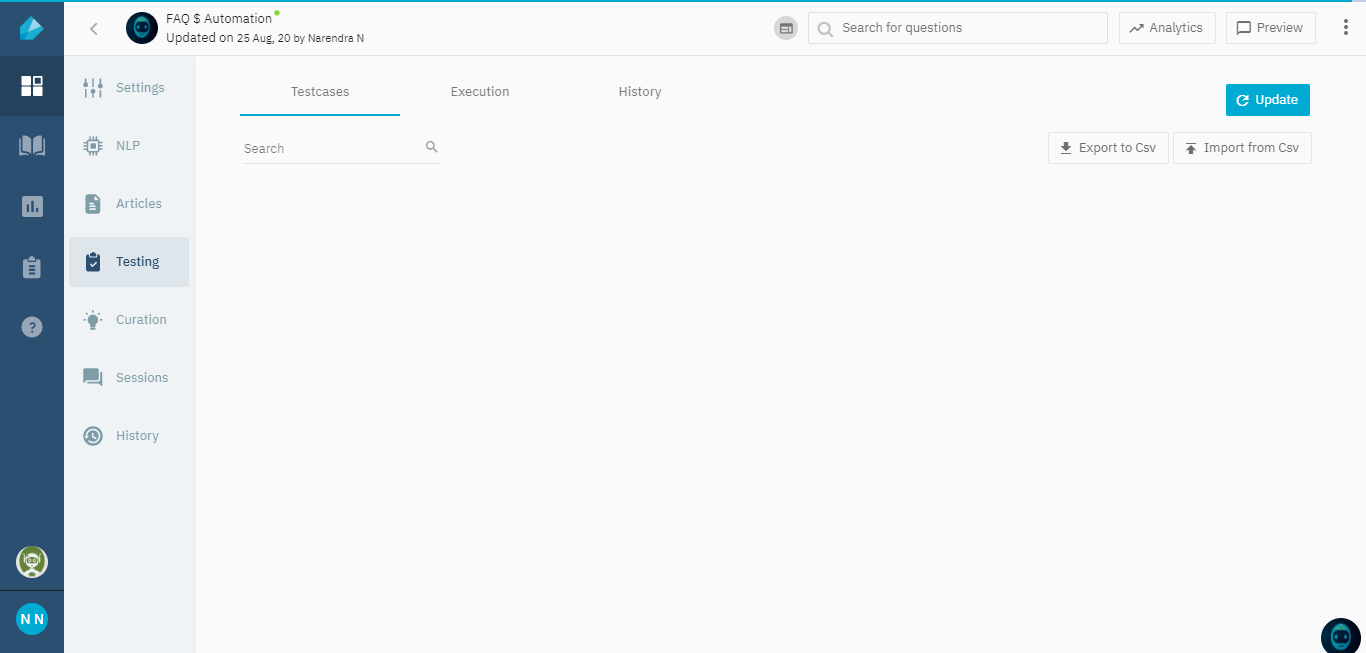 FAQ $ Automation
Updated on 25 Aug, 20 by Narendra N
Search for questions
Analytics
Preview
Settings
NLP
Articles
Testing
Curation
Sessions
History
Testcases
Execution
History
Update
Search
Export to Csv
Import from Csv
?
N N